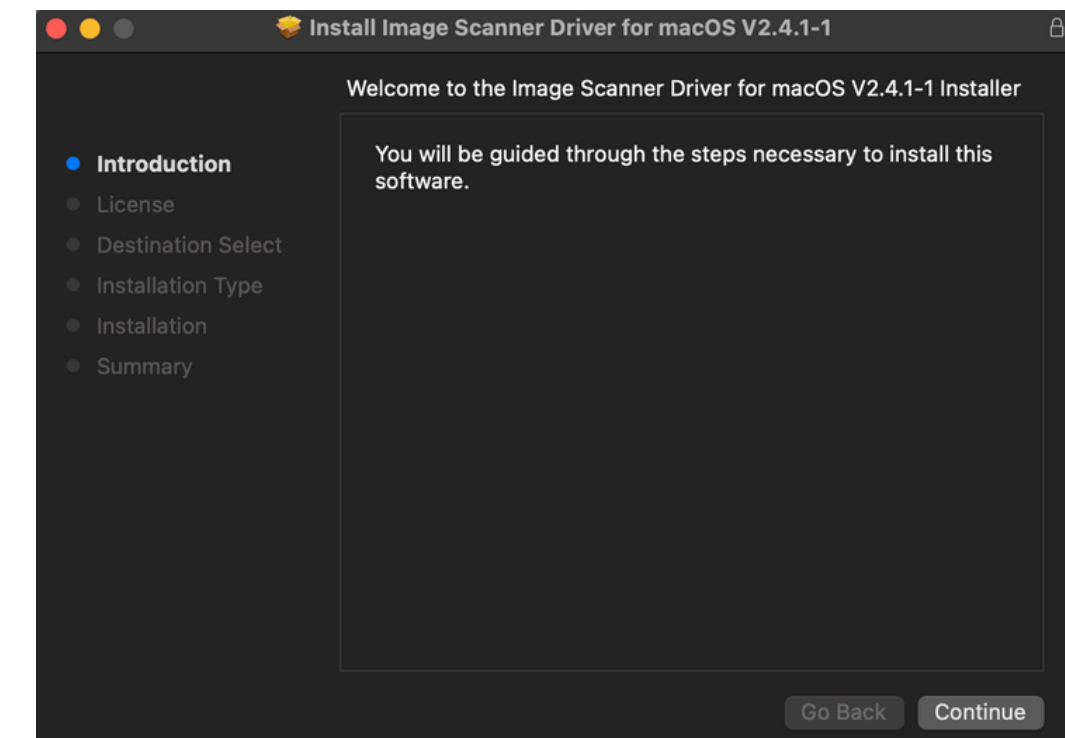 Install Image Scanner Driver for macOS V2.4.1-1
Welcome to the Image Scanner Driver for macOS V2.4.1-1 Installer
Introduction
License
Destination Select
Installation Type
Installation
Summary
You will be guided through the steps necessary to install this
software.
Go Back
Continue